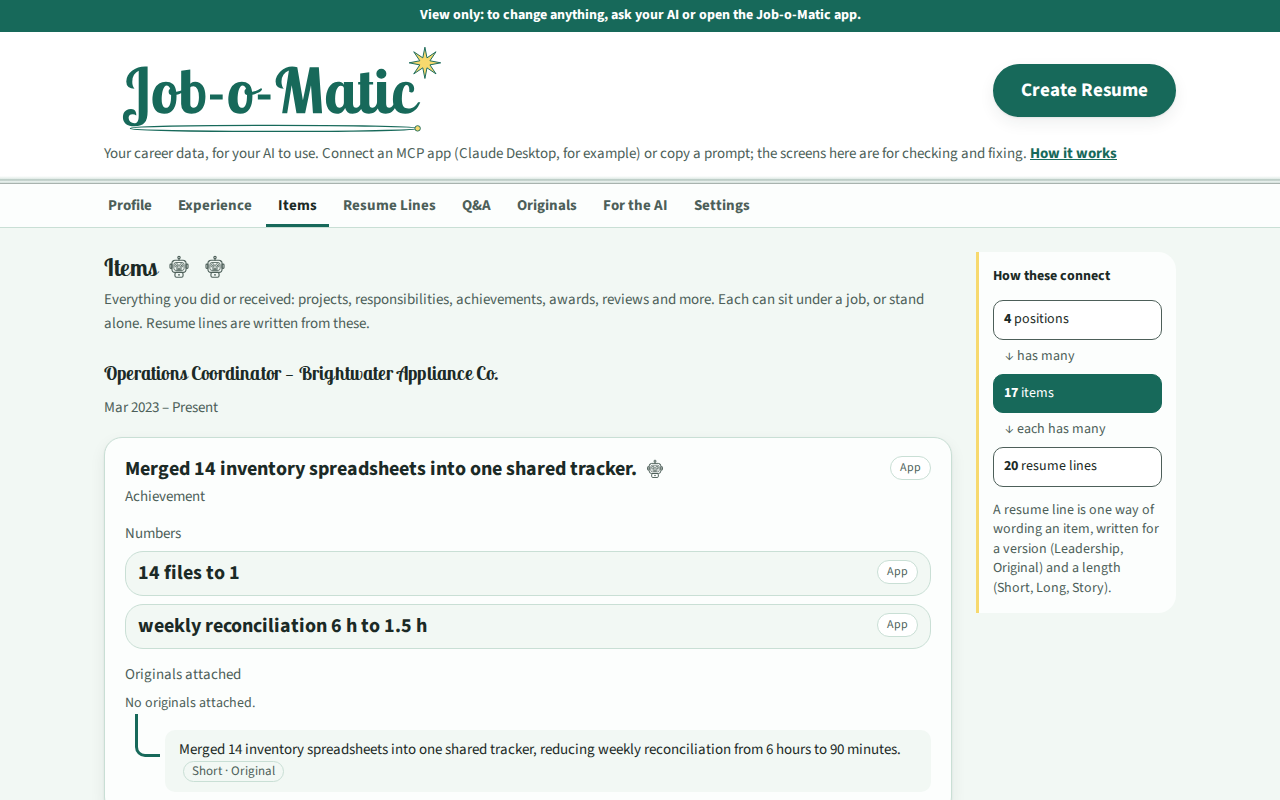 View only: to change anything, ask your AI or open the Job-o-Matic app.
Job-o-Matic
Create Resume
Your career data, for your AI to use. Connect an MCP app (Claude Desktop, for example) or copy a prompt; the screens here are for checking and fixing. How it works
Profile
Experience
Items
Resume Lines
Q&A
Originals
For the AI
Settings
Items
Everything you did or received: projects, responsibilities, achievements, awards, reviews and more. Each can sit under a job, or stand
alone. Resume lines are written from these.
Operations Coordinator – Brightwater Appliance Co.
Mar 2023 – Present
Merged 14 inventory spreadsheets into one shared tracker.
App
Achievement
Numbers
14 files to 1
App
weekly reconciliation 6 h to 1.5 h
App
Originals attached
No originals attached.
Merged 14 inventory spreadsheets into one shared tracker, reducing weekly reconciliation from 6 hours to 90 minutes.
Short · Original
How these connect
4 positions
↓ has many
17 items
↓ each has many
20 resume lines
A resume line is one way of
wording an item, written for
a version (Leadership,
Original) and a length
(Short, Long, Story).